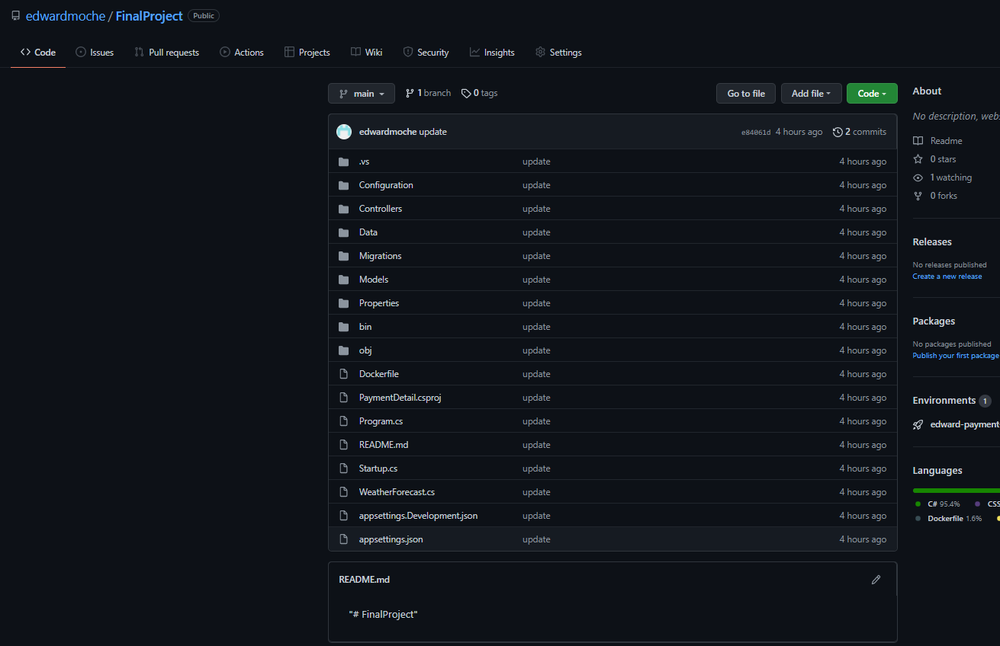 edwardmoche / FinalProject Public
Code Issues Pull requests Actions Projects Wiki Security Insights Settings
main 1 branch 0 tags Go to file Add file Code
edwardmoche update e84061d 4 hours ago 2 commits
.vs update 4 hours ago
Configuration update 4 hours ago
Controllers update 4 hours ago
Data update 4 hours ago
Migrations update 4 hours ago
Models update 4 hours ago
Properties update 4 hours ago
bin update 4 hours ago
obj update 4 hours ago
Dockerfile update 4 hours ago
PaymentDetail.csproj update 4 hours ago
Program.cs update 4 hours ago
README.md update 4 hours ago
Startup.cs update 4 hours ago
WeatherForecast.cs update 4 hours ago
appsettings.Development.json update 4 hours ago
appsettings.json update 4 hours ago
README.md
"# FinalProject"
About
No description, webs
Readme
0 stars
1 watching
0 forks
Releases
No releases published
Create a new release
Packages
No packages published
Publish your first package
Environments 1
edward-payment
Languages
C# 95.4% CSS
Dockerfile 1.6%